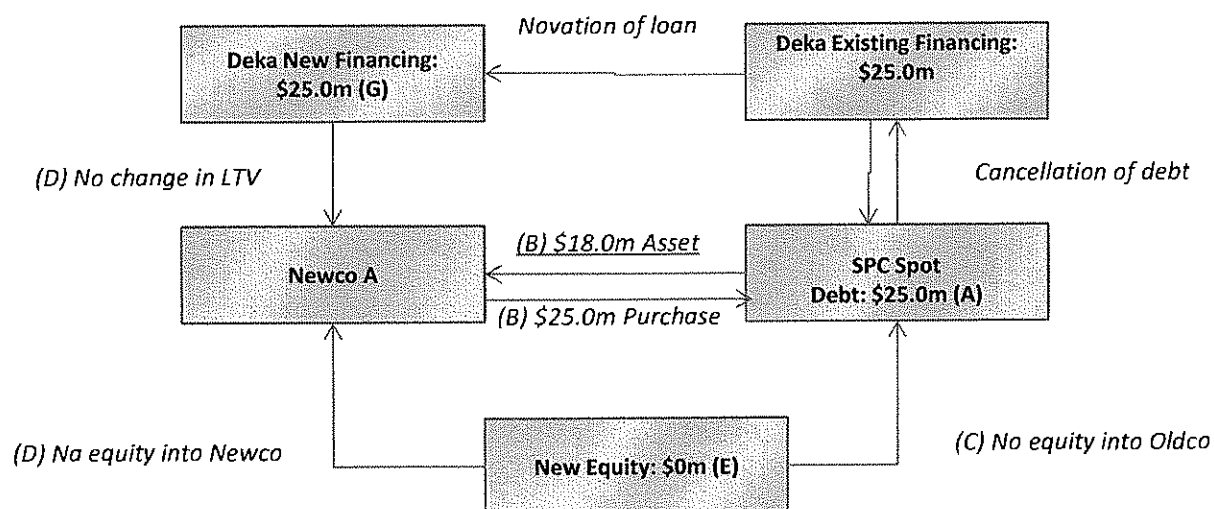 Novation of loan
Deka New Financing:
$25.0m (G)
Deka Existing Financing:
$25.0m
(D) No change in LTV
Cancellation of debt
(B) $18.0m Asset
Newco A
SPC Spot
Debt: $25.0m (A)
(B) $25.0m Purchase
(D) Na equity into Newco
(C) No equity into Oldco
New Equity: $0m (E)